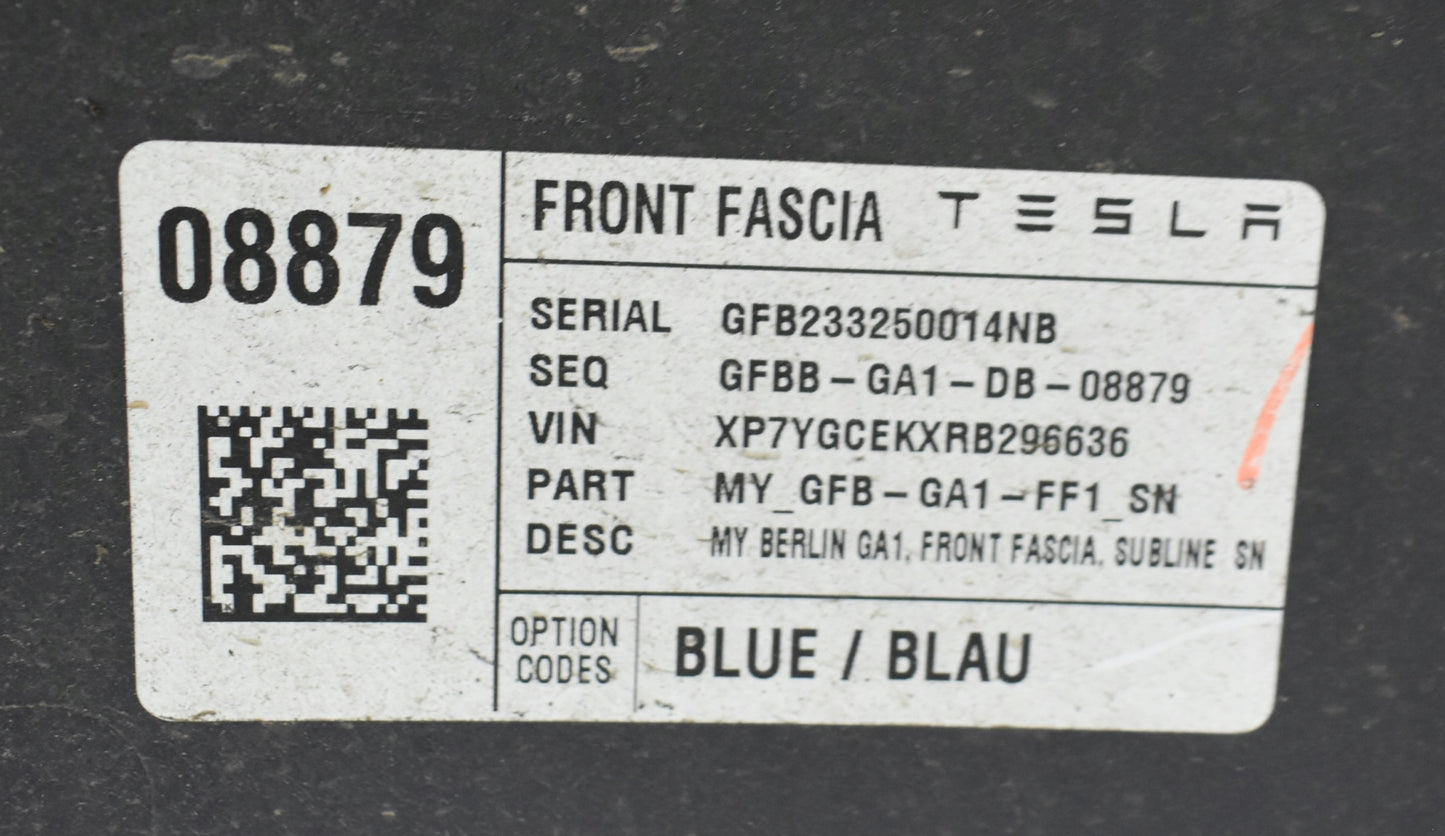 08879
FRONT FASCIA TESLA
SERIAL GFB233250014NB
SEQ GFBB-GA1-DB-08879
VIN XP7YGCEKXRB296636
PART MY_GFB-GA1-FF1_SN
DESC MY BERLIN GA1, FRONT FASCIA, SUBLINE SN
OPTION CODES
BLUE / BLAU